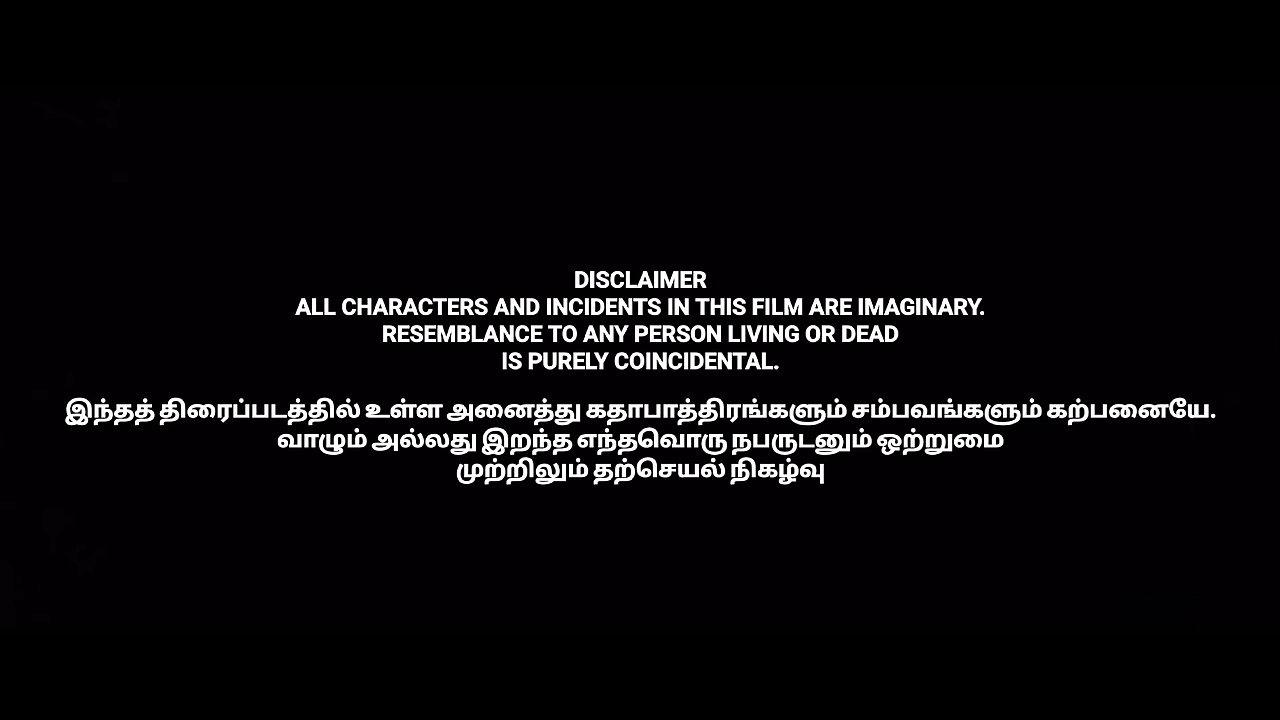 DISCLAIMER
ALL CHARACTERS AND INCIDENTS IN THIS FILM ARE IMAGINARY.
RESEMBLANCE TO ANY PERSON LIVING OR DEAD
IS PURELY COINCIDENTAL.
இந்தத் திரைப்படத்தில் உள்ள அனைத்து கதாபாத்திரங்களும் சம்பவங்களும் கற்பனையே.
வாழும் அல்லது இறந்த எந்தவொரு நபருடனும் ஒற்றுமை
முற்றிலும் தற்செயல் நிகழ்வு